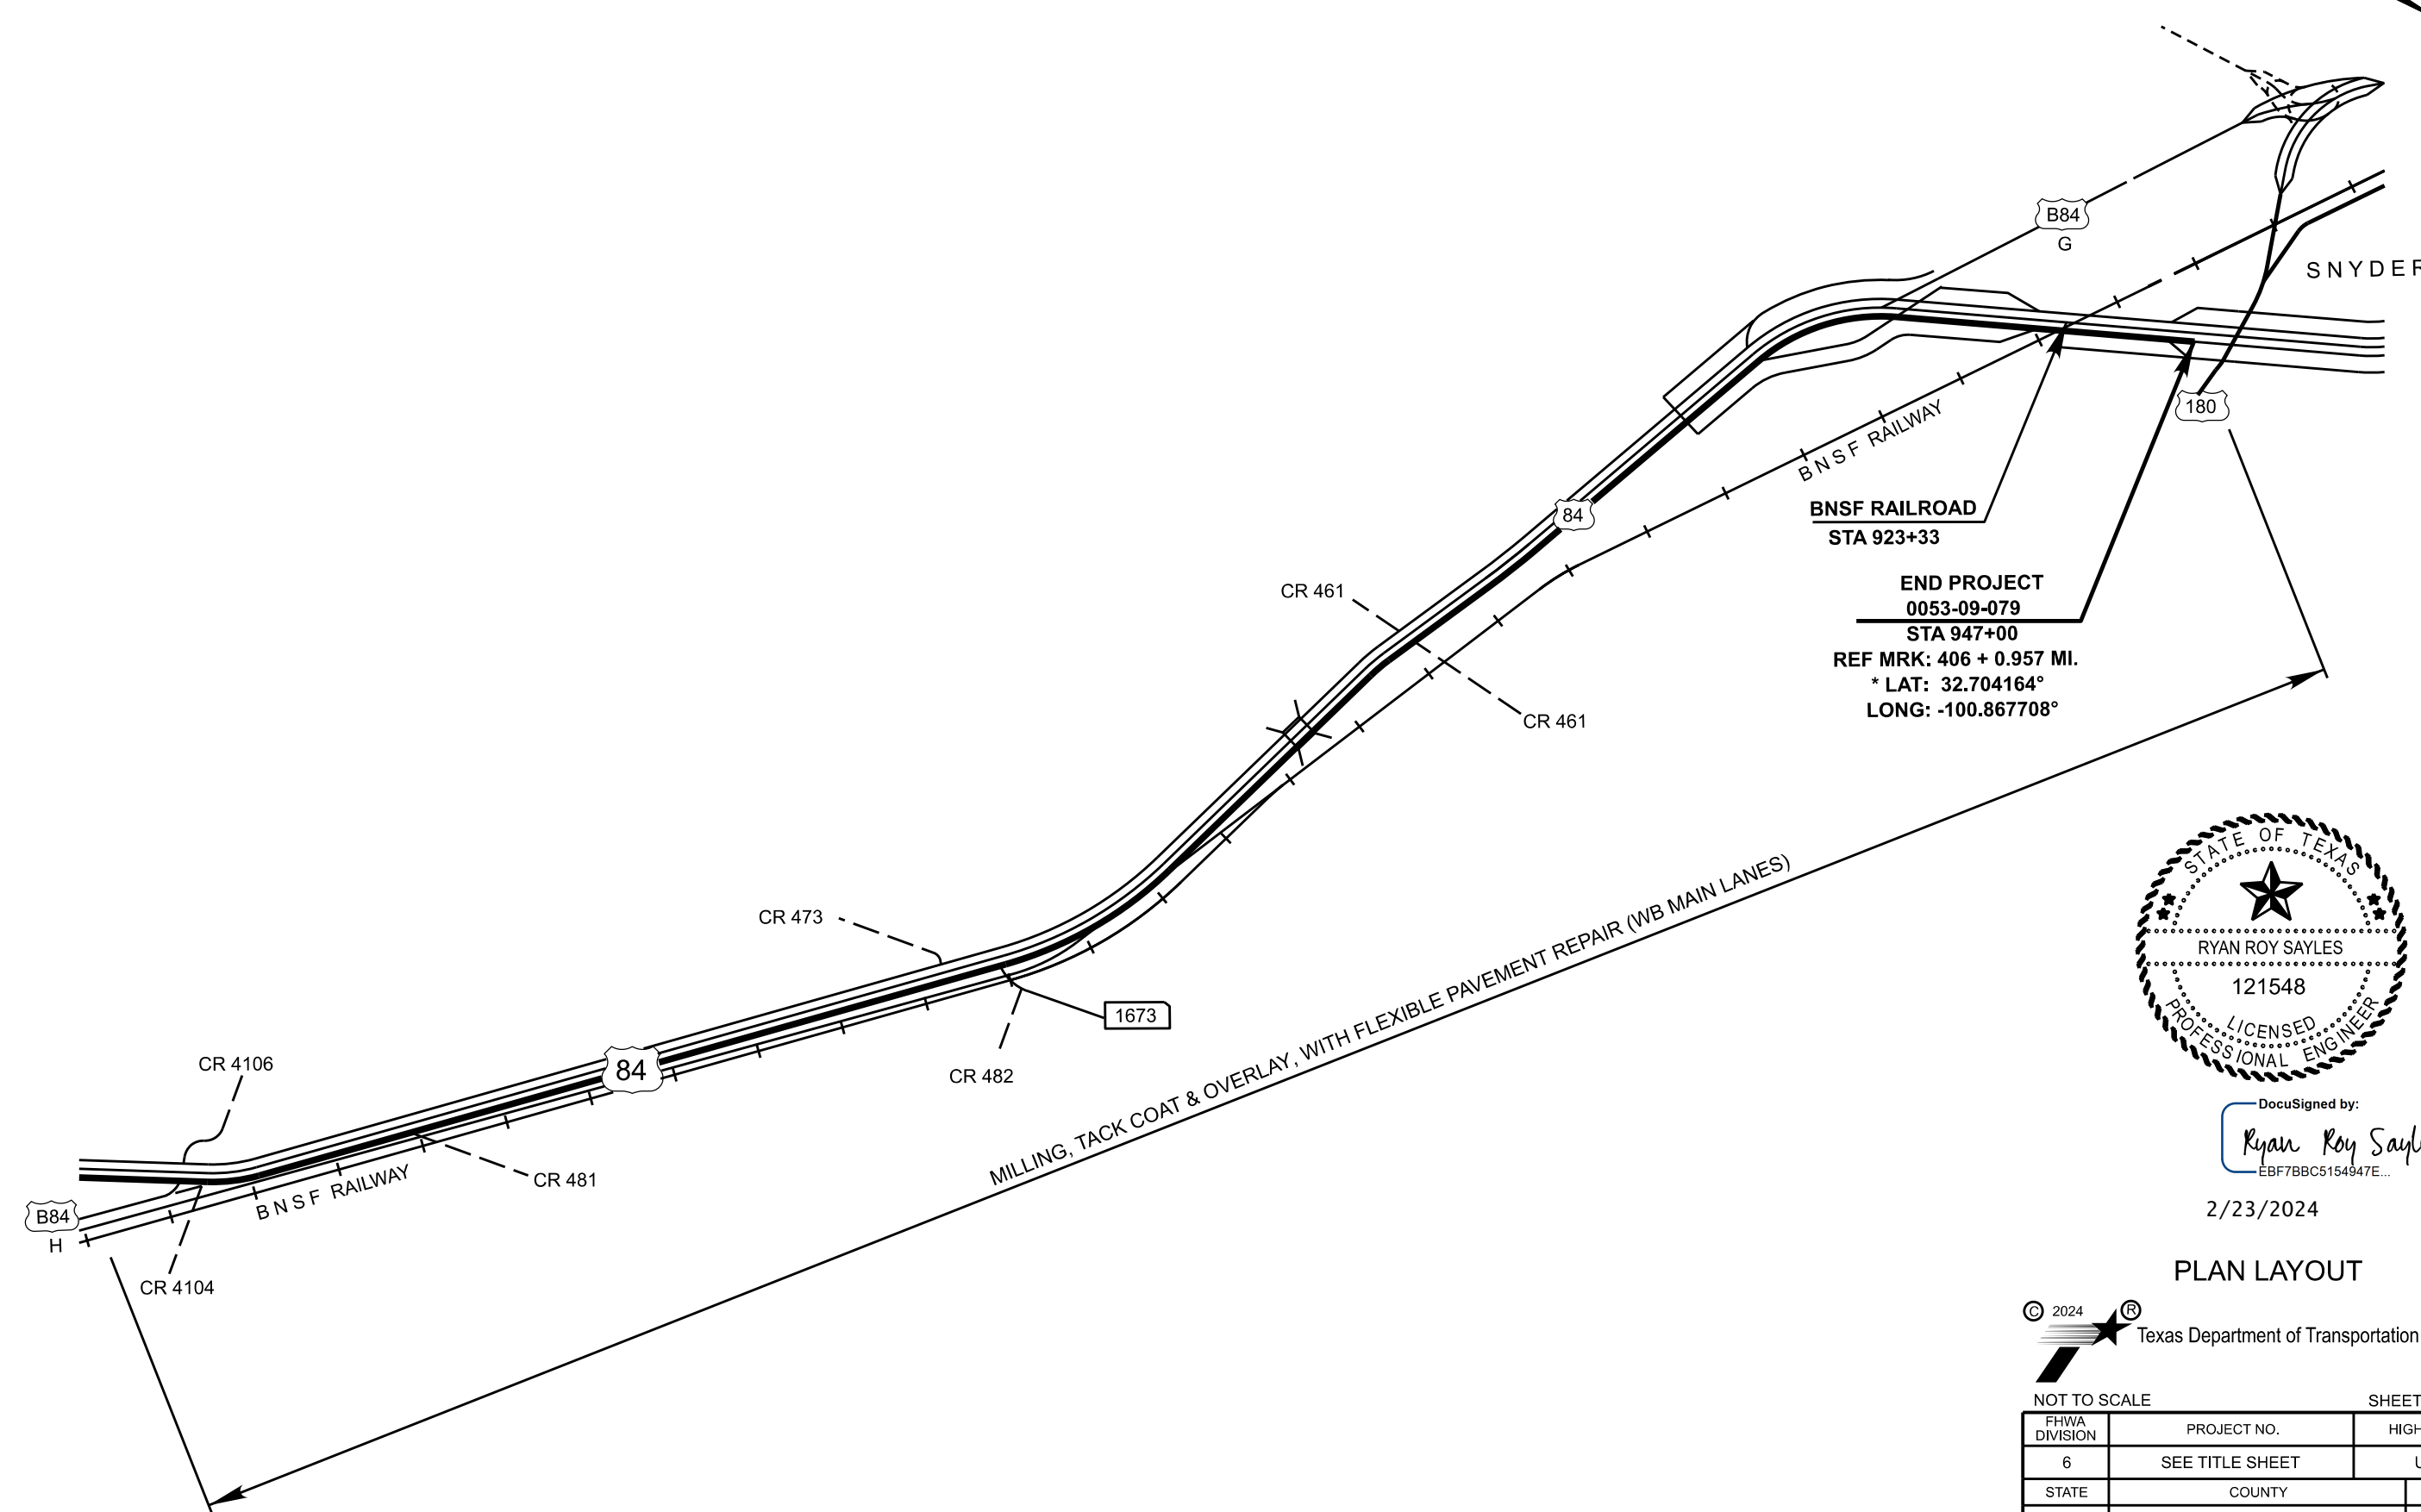 B84
G
SNYDER
180
BNSF RAILWAY
84
BNSF RAILROAD
STA 923+33
CR 461
END PROJECT
0053-09-079
STA 947+00
REF MRK: 406 + 0.957 MI.
* LAT: 32.704164°
LONG: -100.867708°
CR 461
CR 473
1673
CR 482
CR 4106
84
CR 481
BNSF RAILWAY
B84
H
CR 4104
MILLING, TACK COAT & OVERLAY, WITH FLEXIBLE PAVEMENT REPAIR (WB MAIN LANES)
STATE OF TEXAS
RYAN ROY SAYLES
121548
LICENSED
PROFESSIONAL ENGINEER
DocuSigned by:
Ryan Roy Sayl
EBF7BBC5154947E...
2/23/2024
PLAN LAYOUT
© 2024 ®
Texas Department of Transportation
NOT TO SCALE SHEET
FHWA DIVISION PROJECT NO. HIGH
6 SEE TITLE SHEET U
STATE COUNTY